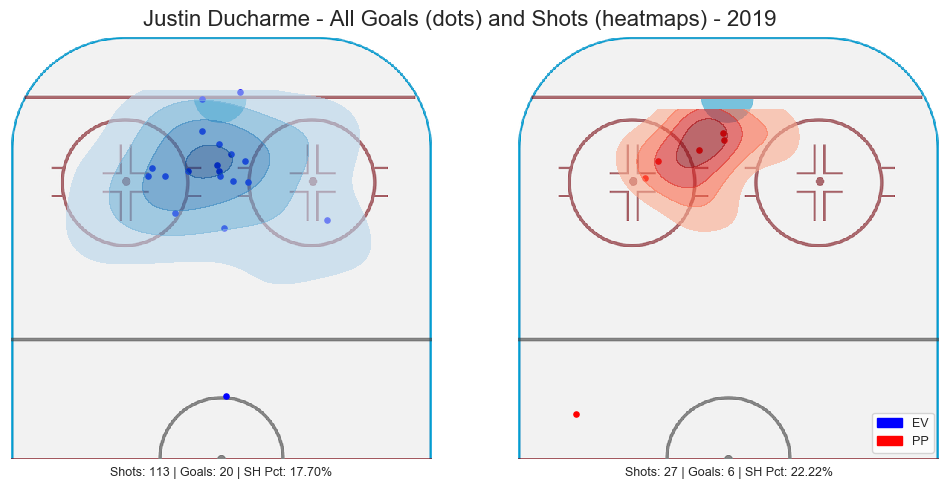 Justin Ducharme - All Goals (dots) and Shots (heatmaps) - 2019
EV
PP
Shots: 113 | Goals: 20 | SH Pct: 17.70%
Shots: 27 | Goals: 6 | SH Pct: 22.22%